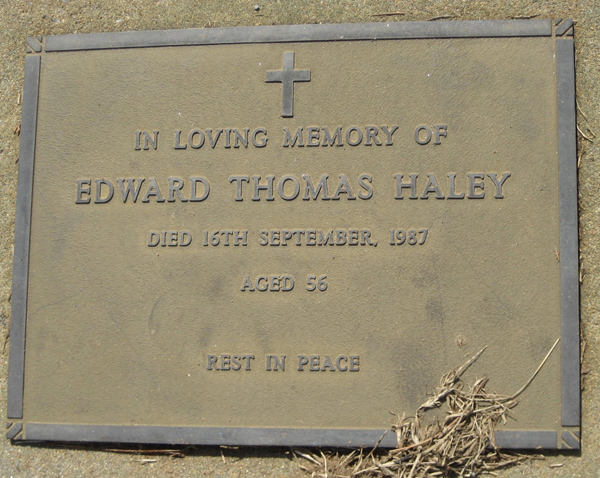 IN LOVING MEMORY OF
EDWARD THOMAS HALEY
DIED 16TH SEPTEMBER, 1987
AGED 56
REST IN PEACE